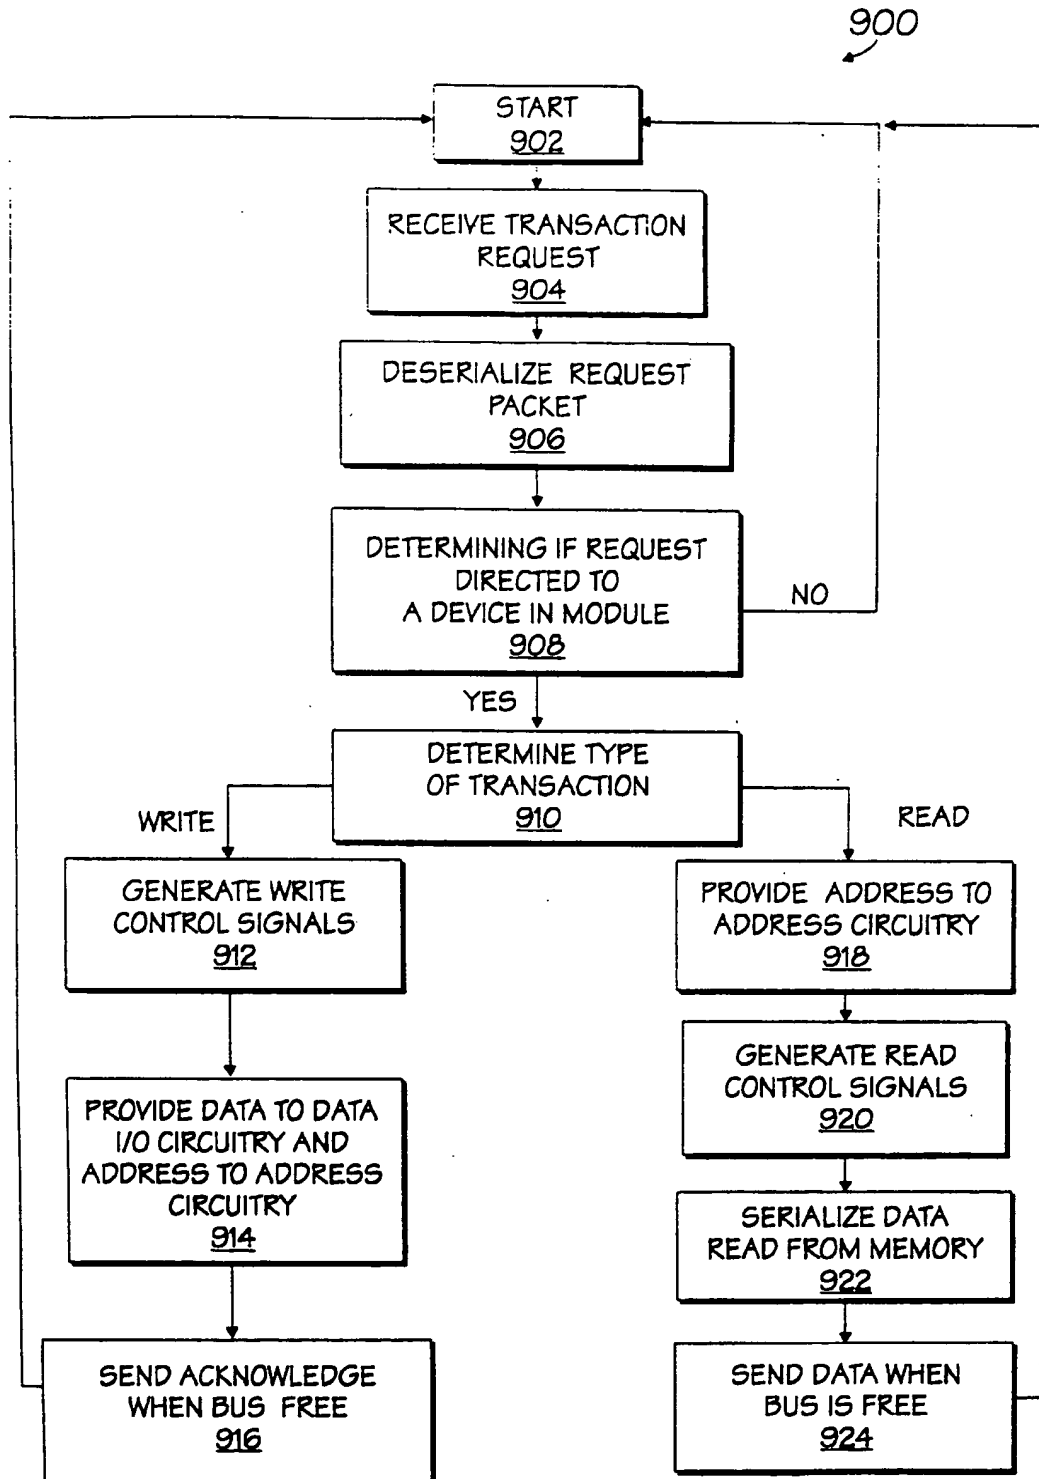 900
START
902
RECEIVE TRANSACTION
REQUEST
904
DESERIALIZE REQUEST
PACKET
906
DETERMINING IF REQUEST
DIRECTED TO
A DEVICE IN MODULE
908
NO
YES
DETERMINE TYPE
OF TRANSACTION
910
WRITE
READ
GENERATE WRITE
CONTROL SIGNALS
912
PROVIDE DATA TO DATA
I/O CIRCUITRY AND
ADDRESS TO ADDRESS
CIRCUITRY
914
SEND ACKNOWLEDGE
WHEN BUS FREE
916
PROVIDE ADDRESS TO
ADDRESS CIRCUITRY
918
GENERATE READ
CONTROL SIGNALS
920
SERIALIZE DATA
READ FROM MEMORY
922
SEND DATA WHEN
BUS IS FREE
924